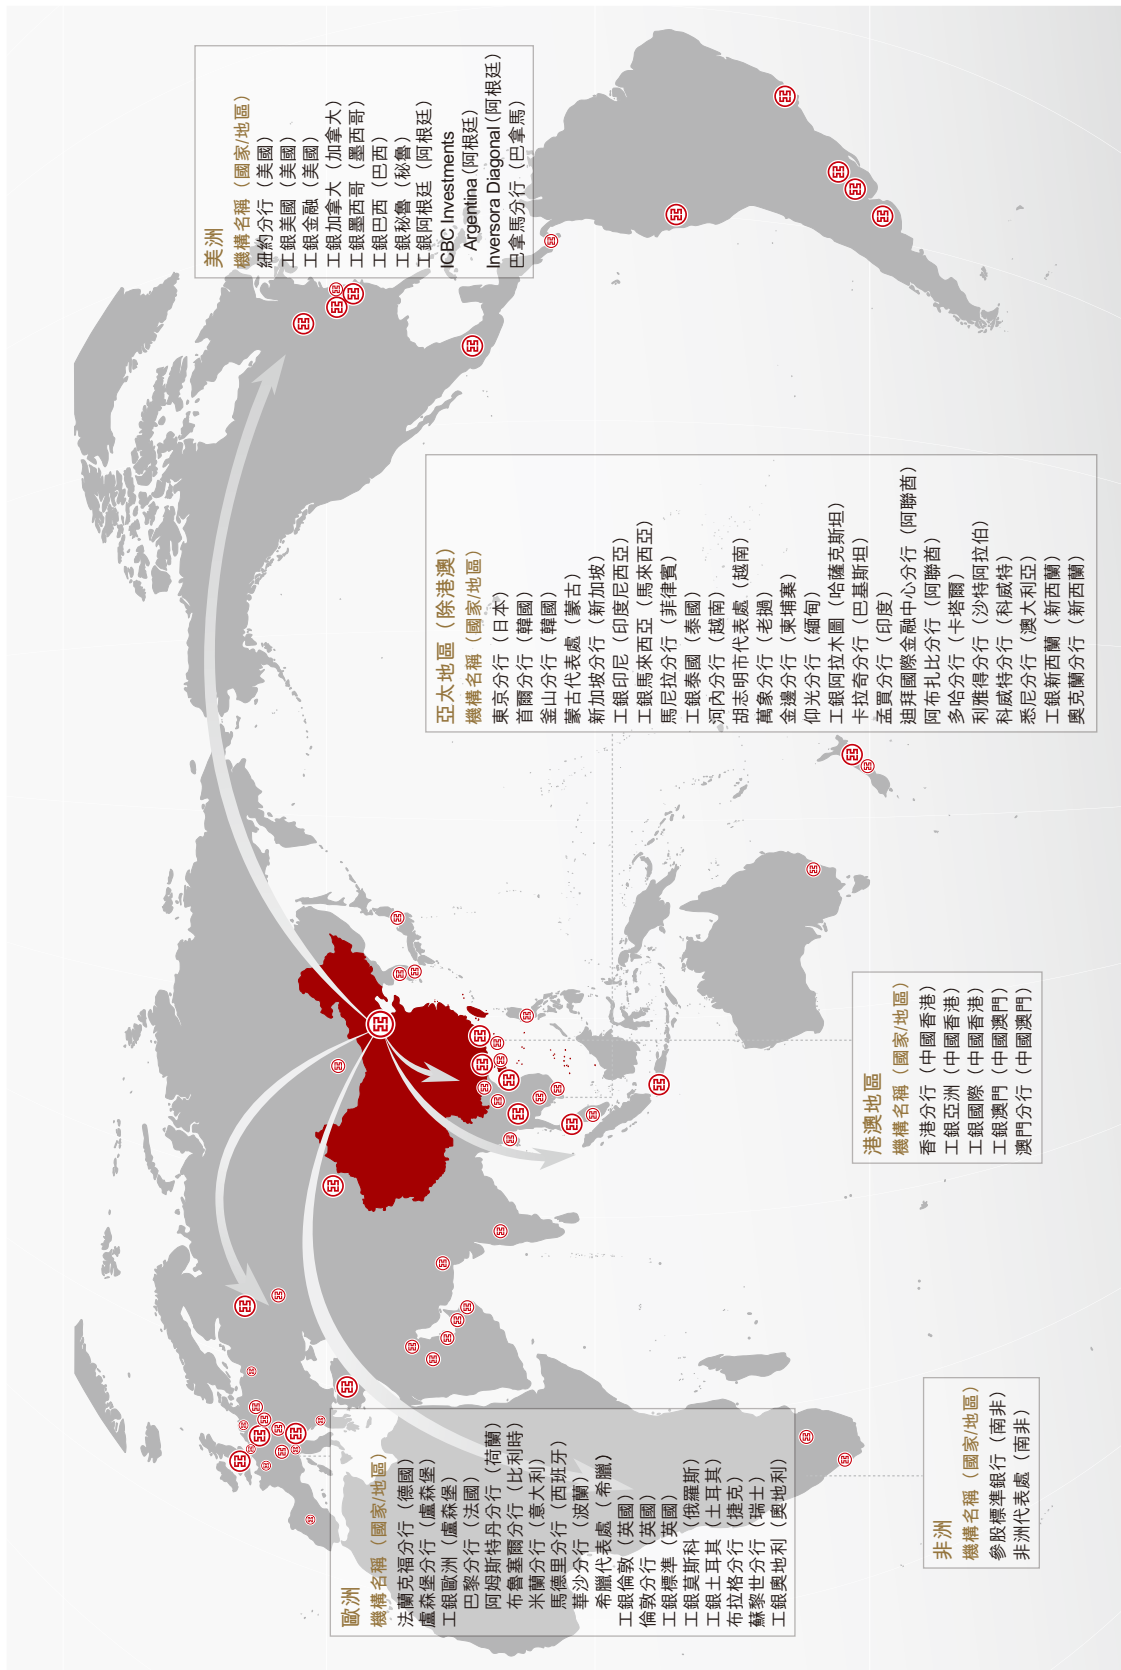 美洲
機構名稱（國家/地區）
紐約分行（美國）
工銀美國（美國）
工銀金融（美國）
工銀加拿大（加拿大）
工銀墨西哥（墨西哥）
工銀巴西（巴西）
工銀秘魯（秘魯）
工銀阿根廷（阿根廷）
ICBC Investments
Argentina (阿根廷)
Inversora Diagonal (阿根廷)
巴拿馬分行（巴拿馬）
亞太地區（除港澳）
機構名稱（國家/地區）
東京分行（日本）
首爾分行（韓國）
釜山分行（韓國）
蒙古代表處（蒙古）
新加坡分行（新加坡）
工銀印尼（印度尼西亞）
工銀馬來西亞（馬來西亞）
馬尼拉分行（菲律賓）
工銀泰國（泰國）
河內分行（越南）
胡志明市代表處（越南）
萬象分行（老撾）
金邊分行（柬埔寨）
仰光分行（緬甸）
工銀阿拉木圖（哈薩克斯坦）
卡拉奇分行（巴基斯坦）
孟買分行（印度）
迪拜國際金融中心分行（阿聯酋）
阿布扎比分行（阿聯酋）
多哈分行（卡塔爾）
利雅得分行（沙特阿拉伯）
科威特分行（科威特）
悉尼分行（澳大利亞）
工銀新西蘭（新西蘭）
奧克蘭分行（新西蘭）
港澳地區
機構名稱（國家/地區）
香港分行（中國香港）
工銀亞洲（中國香港）
工銀國際（中國香港）
工銀澳門（中國澳門）
澳門分行（中國澳門）
歐洲
機構名稱（國家/地區）
法蘭克福分行（德國）
盧森堡分行（盧森堡）
工銀歐洲（盧森堡）
巴黎分行（法國）
阿姆斯特丹分行（荷蘭）
布魯塞爾分行（比利時）
米蘭分行（意大利）
馬德里分行（西班牙）
華沙分行（波蘭）
希臘代表處（希臘）
工銀倫敦（英國）
倫敦分行（英國）
工銀標準（英國）
工銀莫斯科（俄羅斯）
工銀土耳其（土耳其）
布拉格分行（捷克）
蘇黎世分行（瑞士）
工銀奧地利（奧地利）
非洲
機構名稱（國家/地區）
參股標準銀行（南非）
非洲代表處（南非）